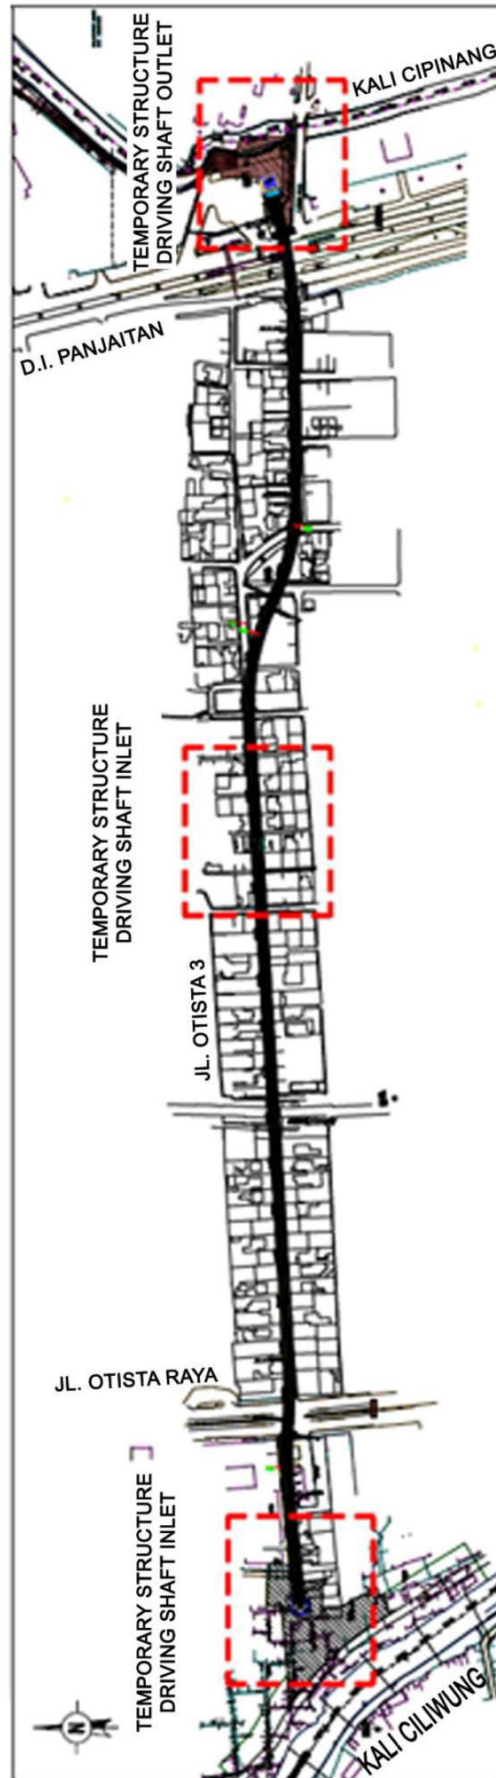 TEMPORARY STRUCTURE
DRIVING SHAFT OUTLET
KALI CIPINANG
D.I. PANJAITAN
TEMPORARY STRUCTURE
DRIVING SHAFT INLET
JL. OTISTA 3
JL. OTISTA RAYA
TEMPORARY STRUCTURE
DRIVING SHAFT INLET
KALI CILIWUNG
N